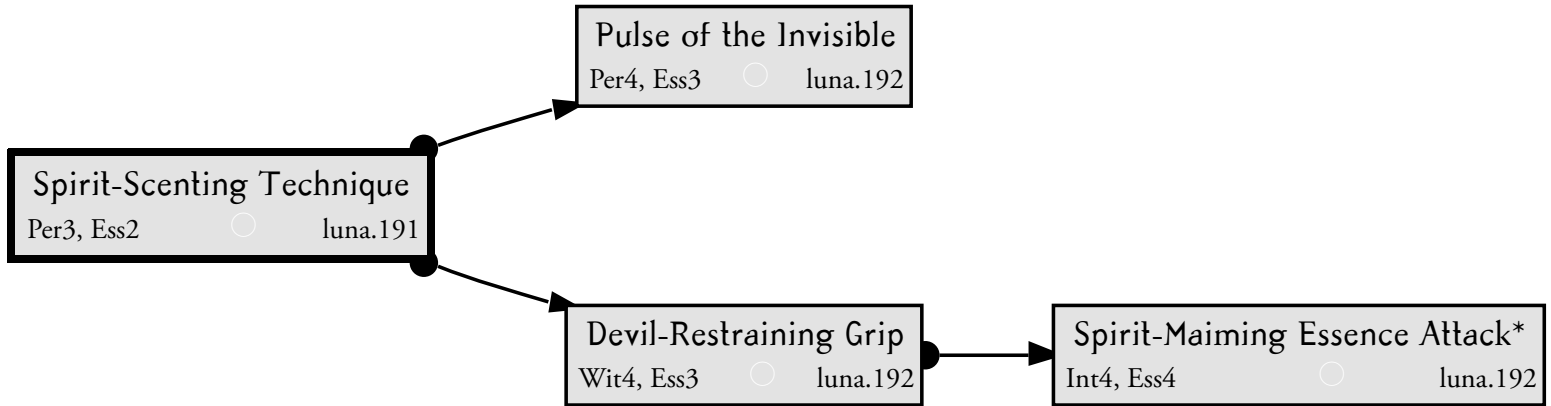 Pulse of the Invisible
Per4, Ess3 luna.192
Spirit-Scenting Technique
Per3, Ess2 luna.191
Devil-Restraining Grip
Wit4, Ess3 luna.192
Spirit-Maiming Essence Attack*
Int4, Ess4 luna.192